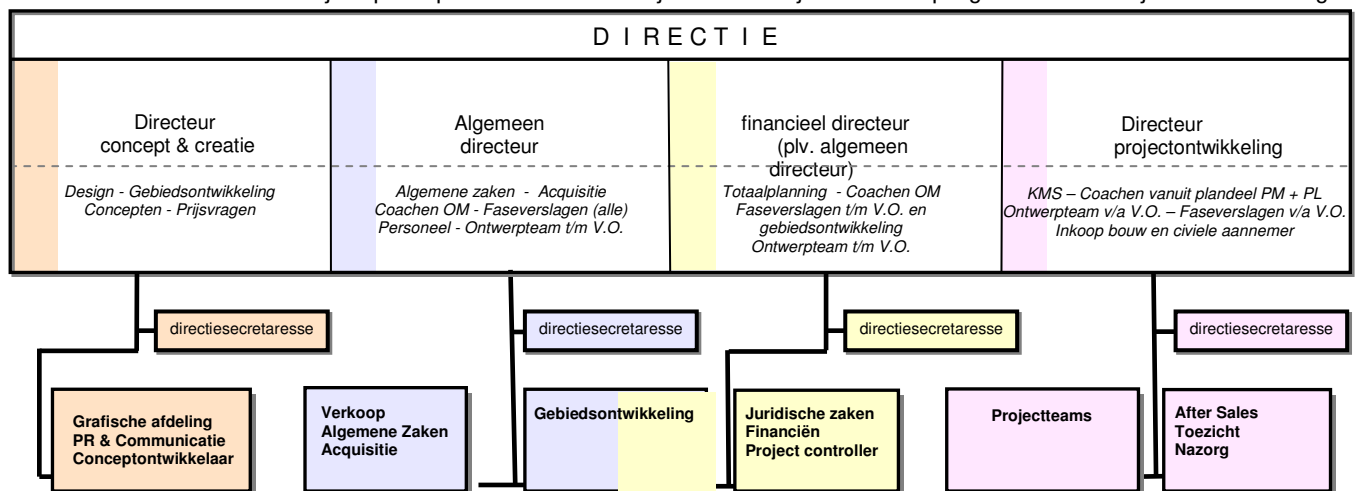 D I RECT I E
Directeur
concept & creatie
Design - Gebiedsontwikkeling
Concepten - Prijsvragen
Algemeen
directeur
Algemene zaken - Acquisitie
Coachen OM - Faseverslagen (alle)
Personeel - Ontwerpteam t/m V.O.
financieel directeur
(plv. algemeen
directeur)
Totaalplanning - Coachen OM
Faseverslagen t/m V.O. en
gebiedsontwikkeling
Ontwerpteam t/m V.O.
Directeur
projectontwikkeling
KMS – Coachen vanuit plandeel PM + PL
Ontwerpteam v/a V.O. – Faseverslagen v/a V.O.
Inkoop bouw en civiele aannemer
directiesecretaresse
directiesecretaresse
directiesecretaresse
directiesecretaresse
Grafische afdeling
PR & Communicatie
Conceptontwikkelaar
Verkoop
Algemene Zaken
Acquisitie
Gebiedsontwikkeling
Juridische zaken
Financiën
Project controller
Projectteams
After Sales
Toezicht
Nazorg